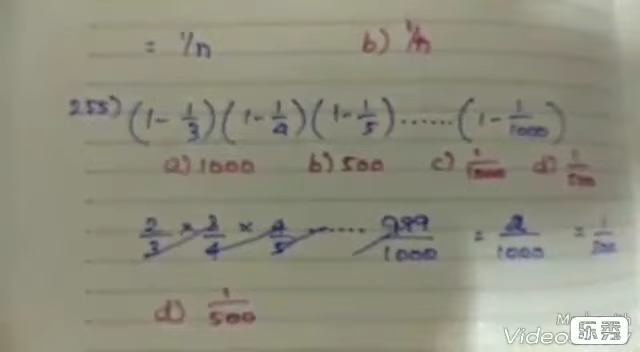 = 1/n b) 1/n
255) (1 - 1/3) (1 - 1/4) (1 - 1/5) ...... (1 - 1/1000)
a) 1000 b) 500 c) 1/1000 d) 1/500
2/3 × 3/4 × 4/5 ..... 999/1000 = 2/1000 = 1/500
d) 1/500
乐秀
Video